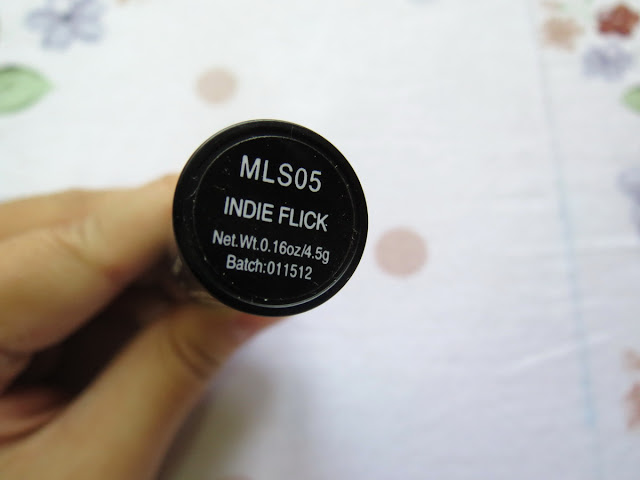 MLS05
INDIE FLICK
Net.Wt.0.16oz/4.5g
Batch:011512